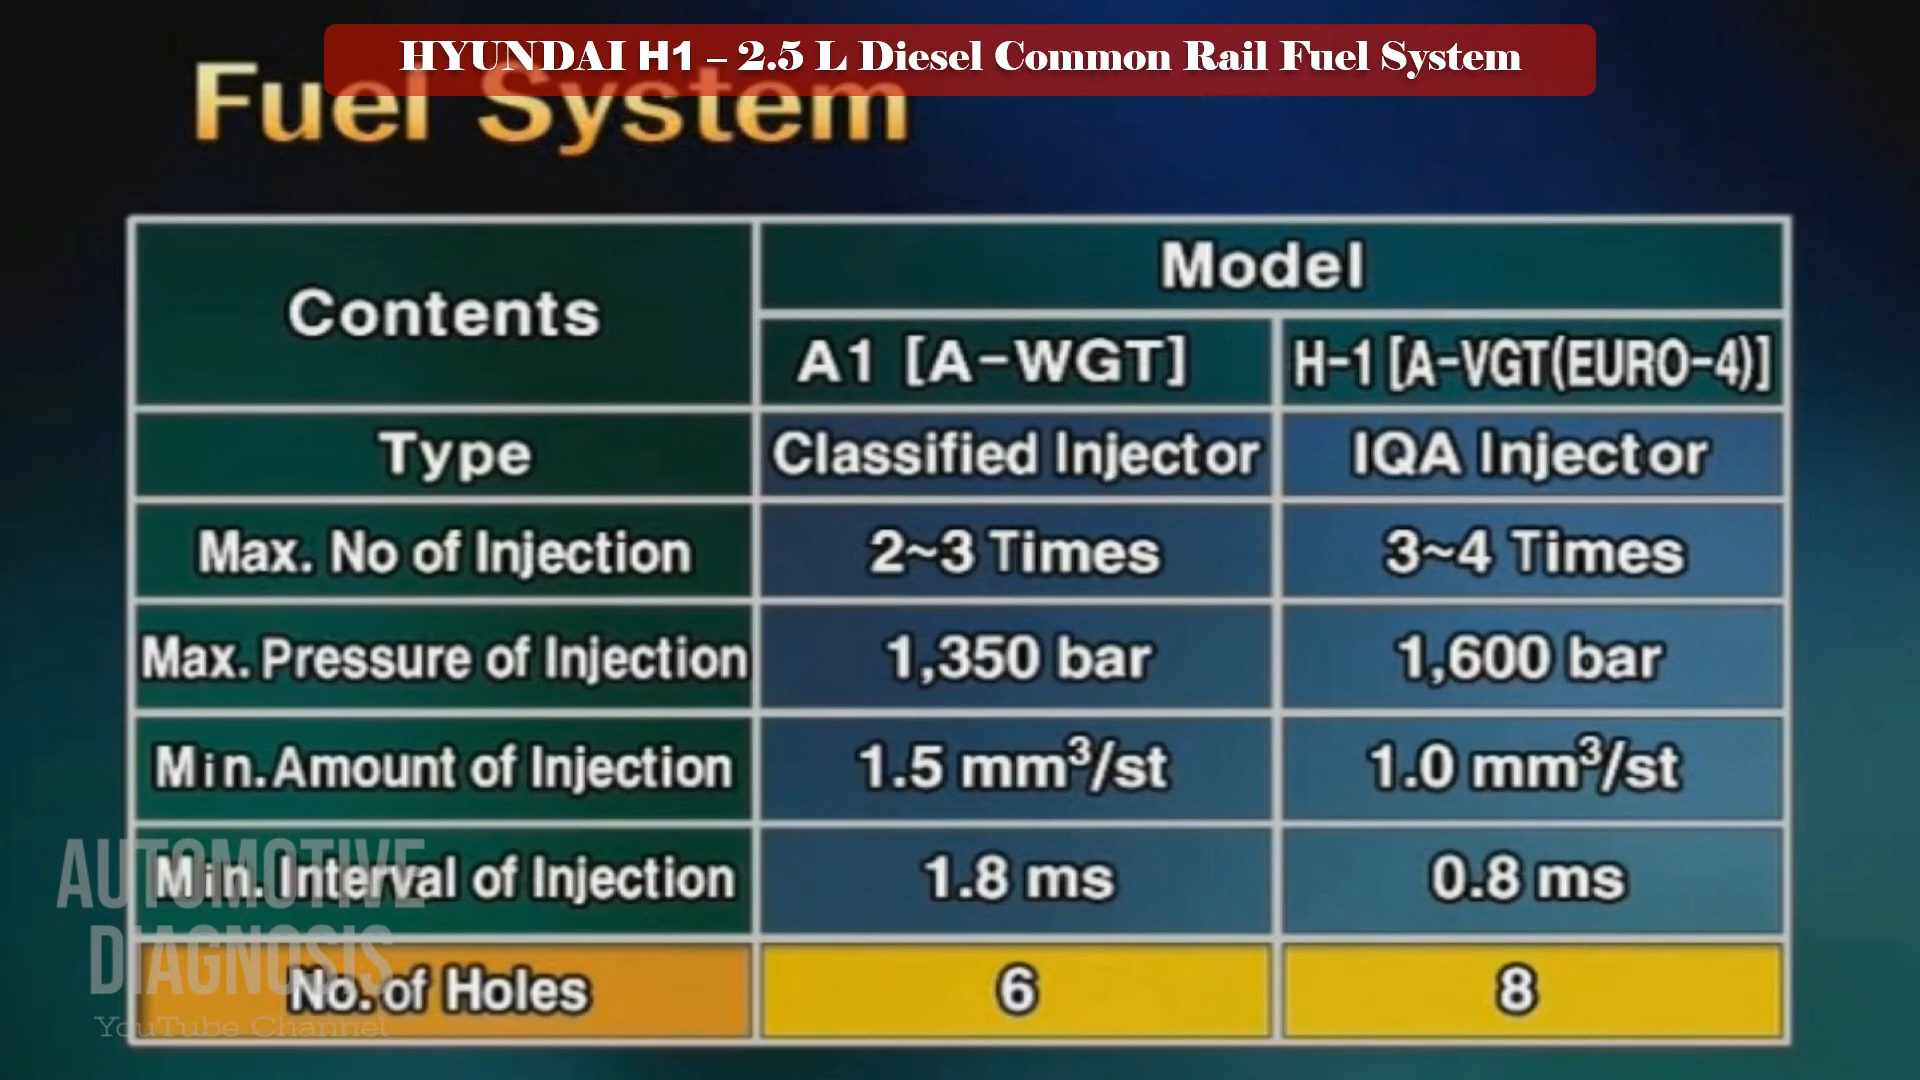 HYUNDAI H1 – 2.5 L Diesel Common Rail Fuel System
Fuel System
Contents
Model
A1 [A-WGT]
H-1 [A-VGT(EURO-4)]
Type
Classified Injector
IQA Injector
Max. No of Injection
2~3 Times
3~4 Times
Max. Pressure of Injection
1,350 bar
1,600 bar
Min. Amount of Injection
1.5 mm³/st
1.0 mm³/st
Min. Interval of Injection
1.8 ms
0.8 ms
No. of Holes
6
8
AUTOMOTIVE
DIAGNOSIS
YouTube Channel